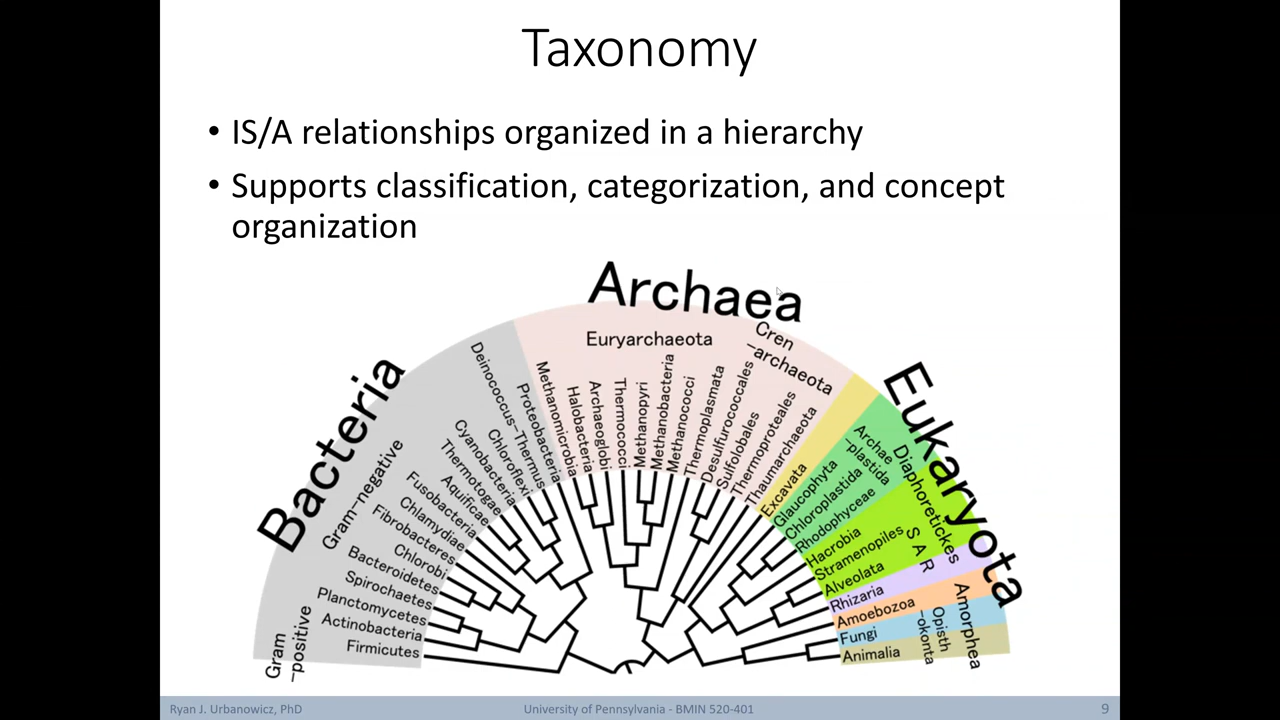 Taxonomy
• IS/A relationships organized in a hierarchy
• Supports classification, categorization, and concept
organization
Bacteria
Archaea
Eukaryota
Gram
-positive
Gram-negative
Firmicutes
Actinobacteria
Planctomycetes
Spirochaetes
Bacteroidetes
Chlorobi
Fibrobacteres
Chlamydiae
Fusobacteria
Aquificae
Thermotogae
Cyanobacteria
Chloroflexi
Deinococcus-Thermus
Proteobacteria
Euryarchaeota
Methanomicrobia
Halobacteria
Archaeoglobi
Thermococci
Methanopyri
Methanobacteria
Methanococci
Thermoplasmata
Cren
-archaeota
Desulfurococcales
Sulfolobales
Thermoproteales
Thaumarchaeota
Excavata
Archae
-plastida
Glaucophyta
Chloroplastida
Rhodophyceae
Diaphoretickes
Hacrobia
Stramenopiles
Alveolata
S A R
Rhizaria
Amoebozoa
Fungi
Animalia
Opisth
-okonta
Amorphea
Ryan J. Urbanowicz, PhD
University of Pennsylvania - BMIN 520-401
9